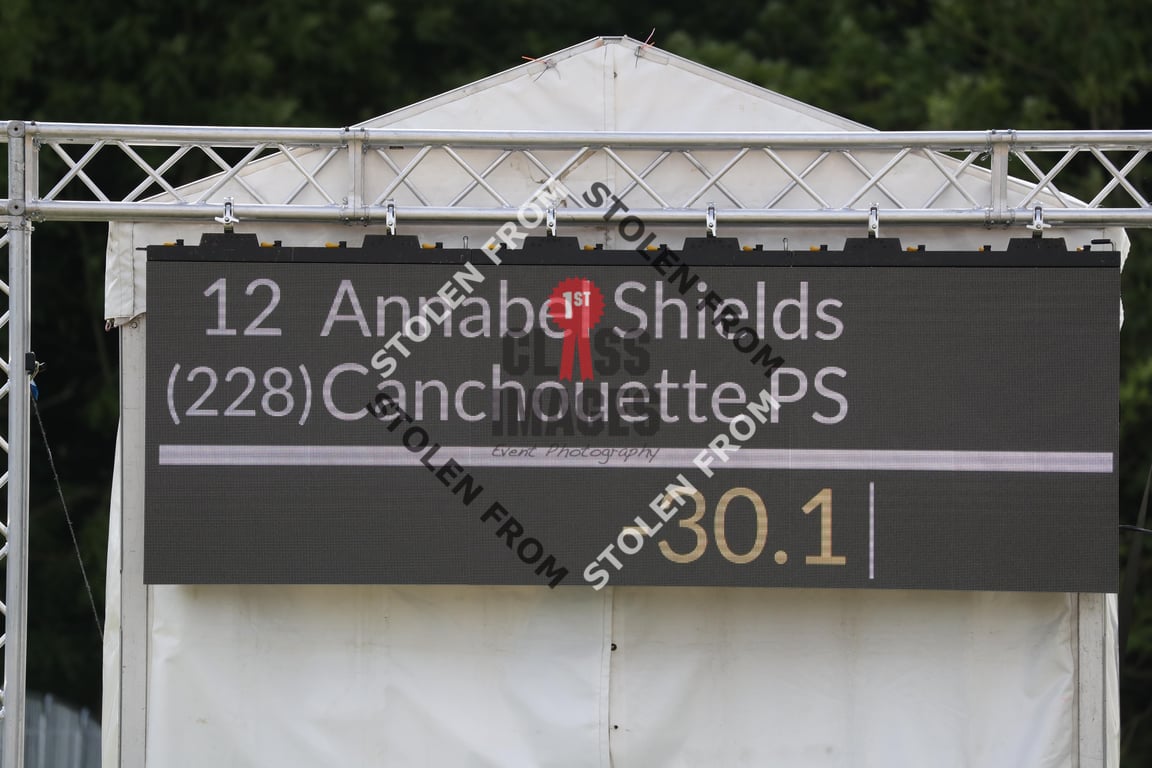 12 Annabel Shields
(228) Canchouette PS
-30.1
STOLEN FROM
STOLEN FROM
1ST
CLASS
IMAGES
Event Photography
STOLEN FROM
STOLEN FROM